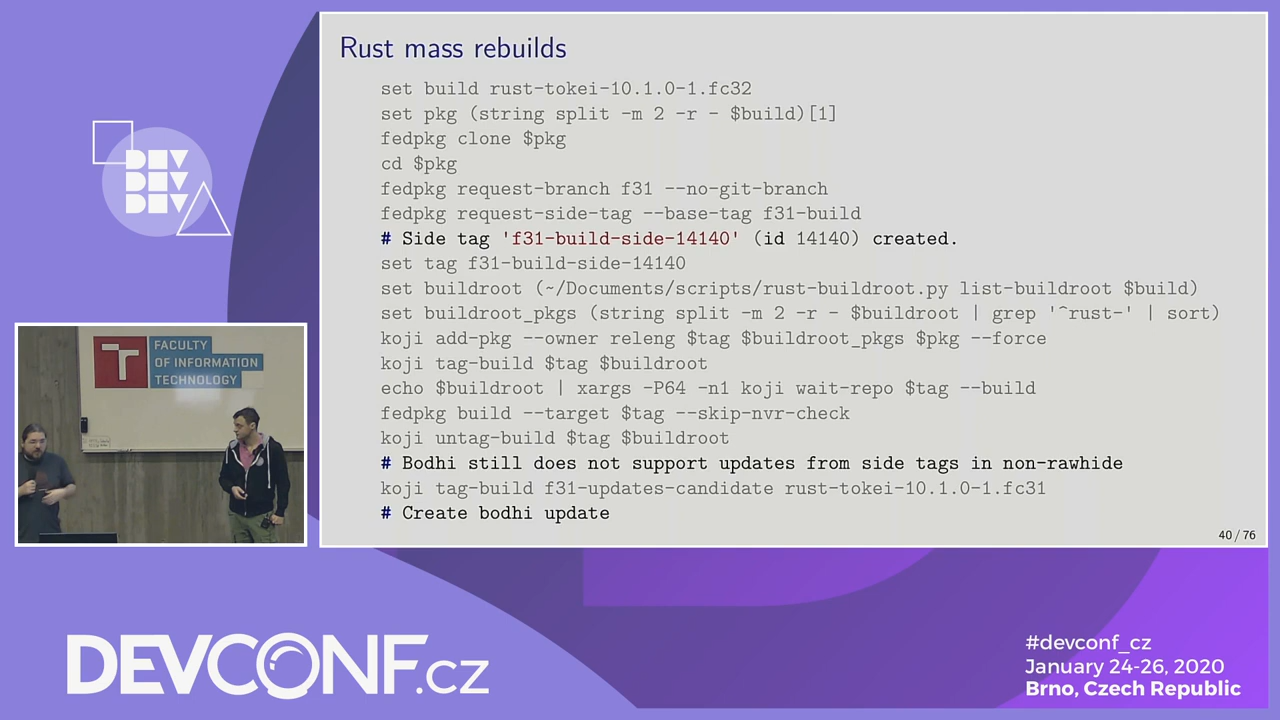 Rust mass rebuilds
set build rust-tokei-10.1.0-1.fc32
set pkg (string split -m 2 -r - $build)[1]
fedpkg clone $pkg
cd $pkg
fedpkg request-branch f31 --no-git-branch
fedpkg request-side-tag --base-tag f31-build
# Side tag 'f31-build-side-14140' (id 14140) created.
set tag f31-build-side-14140
set buildroot (~/Documents/scripts/rust-buildroot.py list-buildroot $build)
set buildroot_pkgs (string split -m 2 -r - $buildroot | grep '^rust-' | sort)
koji add-pkg --owner releng $tag $buildroot_pkgs $pkg --force
koji tag-build $tag $buildroot
echo $buildroot | xargs -P64 -n1 koji wait-repo $tag --build
fedpkg build --target $tag --skip-nvr-check
koji untag-build $tag $buildroot
# Bodhi still does not support updates from side tags in non-rawhide
koji tag-build f31-updates-candidate rust-tokei-10.1.0-1.fc31
# Create bodhi update
40 / 76
DEV
DEV
DEV
T
FACULTY
OF INFORMATION
TECHNOLOGY
DEVCONF.cz
#devconf_cz
January 24-26, 2020
Brno, Czech Republic